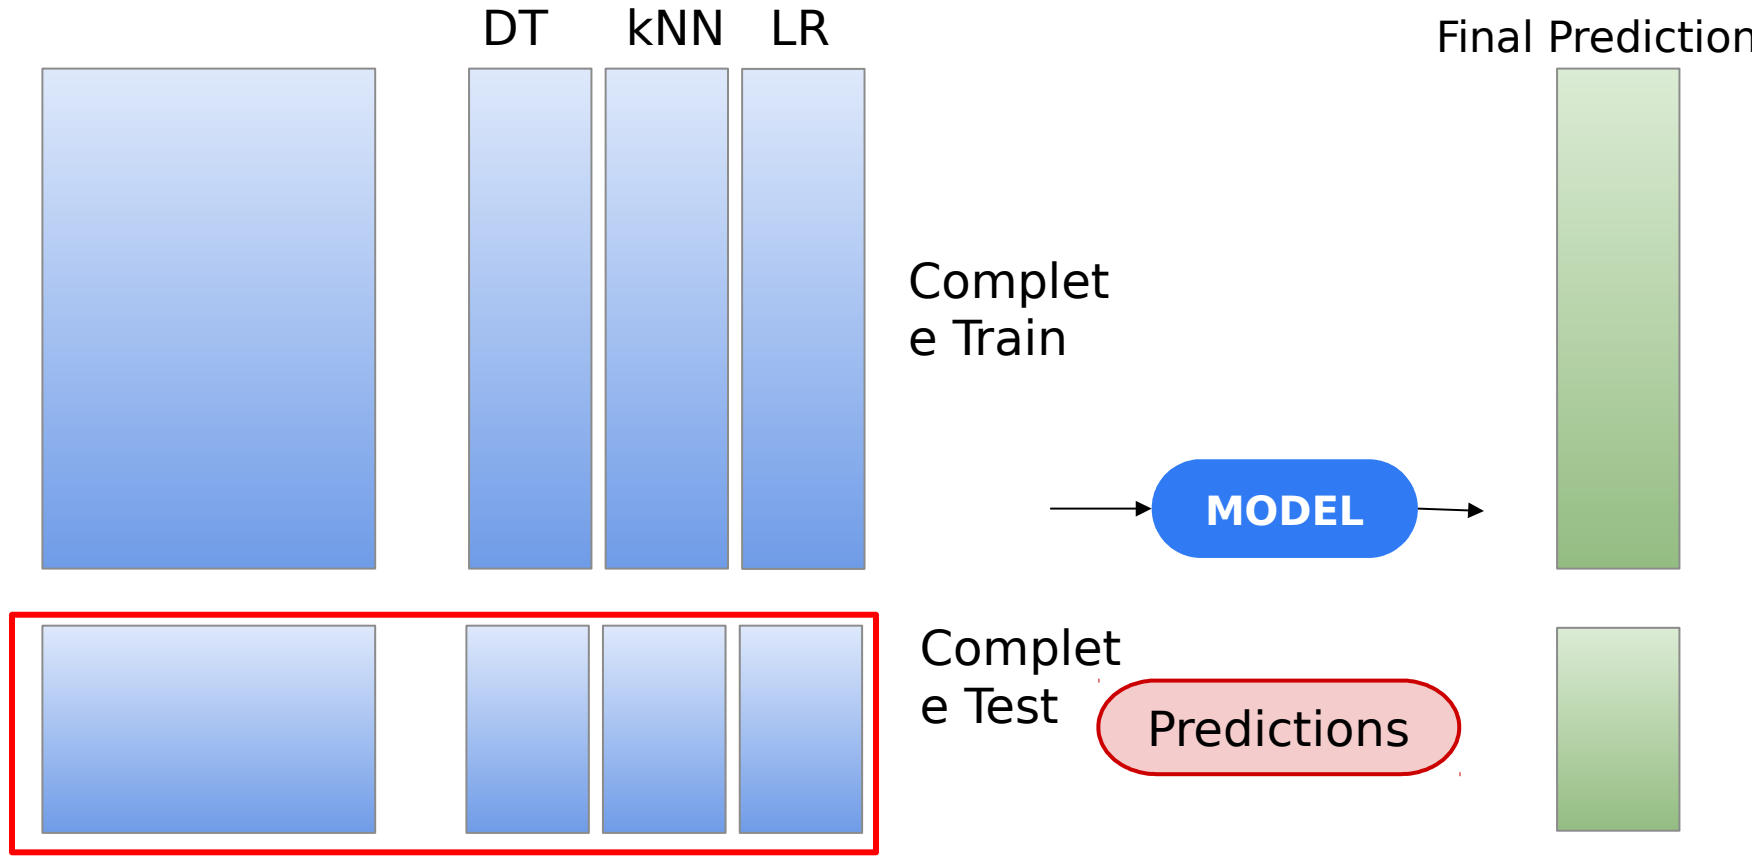 DT kNN LR
Final Prediction
Complet
e Train
MODEL
Complet
e Test
Predictions